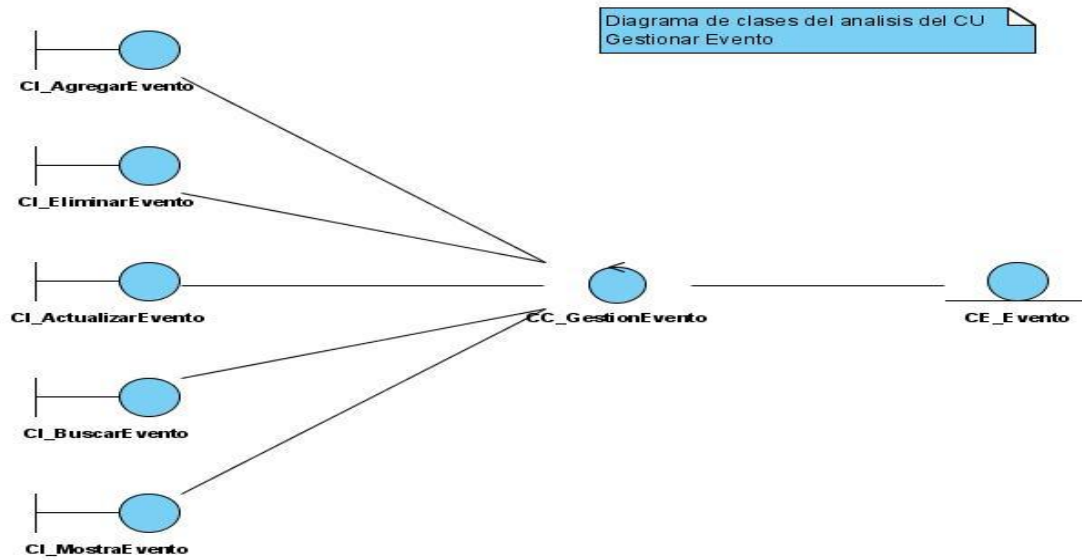 Diagrama de clases del analisis del CU
Gestionar Evento
CI_AgregarEvento
CI_EliminarEvento
CI_ActualizarEvento
CC_GestionEvento
CE_Evento
CI_BuscarEvento
CI_MostraEvento